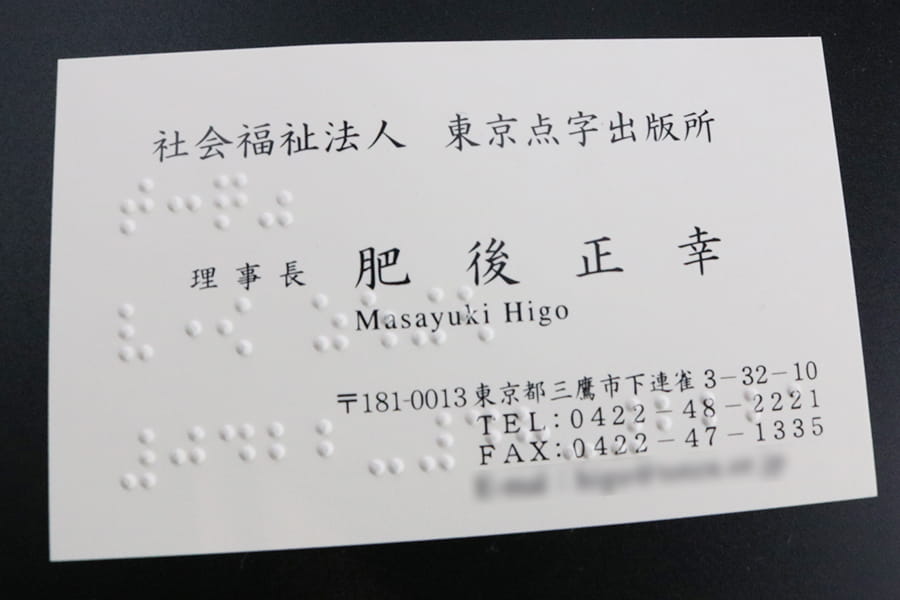 社会福祉法人 東京点字出版所
理事長 肥後正幸
Masayuki Higo
〒181-0013 東京都三鷹市下連雀3-32-10
TEL:0422-48-2221
FAX:0422-47-1335